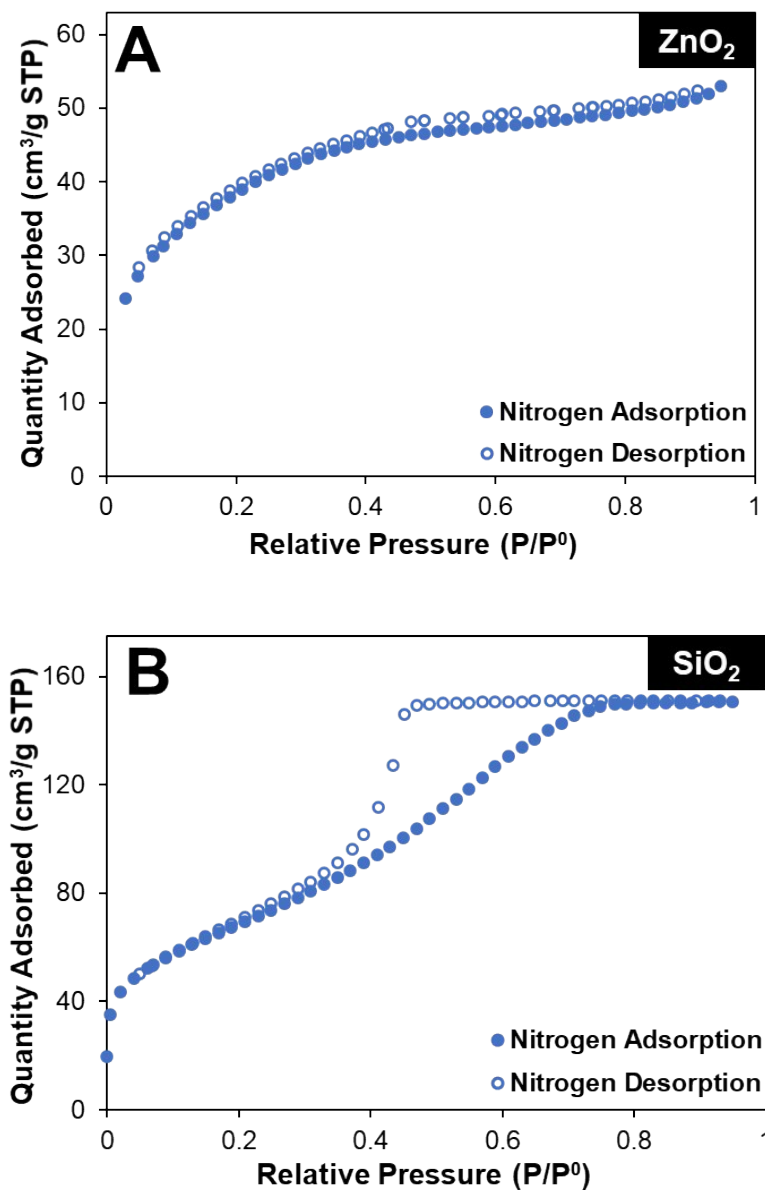 A
ZnO₂
Quantity Adsorbed (cm³/g STP)
60
50
40
30
20
10
0
Nitrogen Adsorption
Nitrogen Desorption
0 0.2 0.4 0.6 0.8 1
Relative Pressure (P/P⁰)
B
SiO₂
Quantity Adsorbed (cm³/g STP)
160
120
80
40
0
Nitrogen Adsorption
Nitrogen Desorption
0 0.2 0.4 0.6 0.8 1
Relative Pressure (P/P⁰)